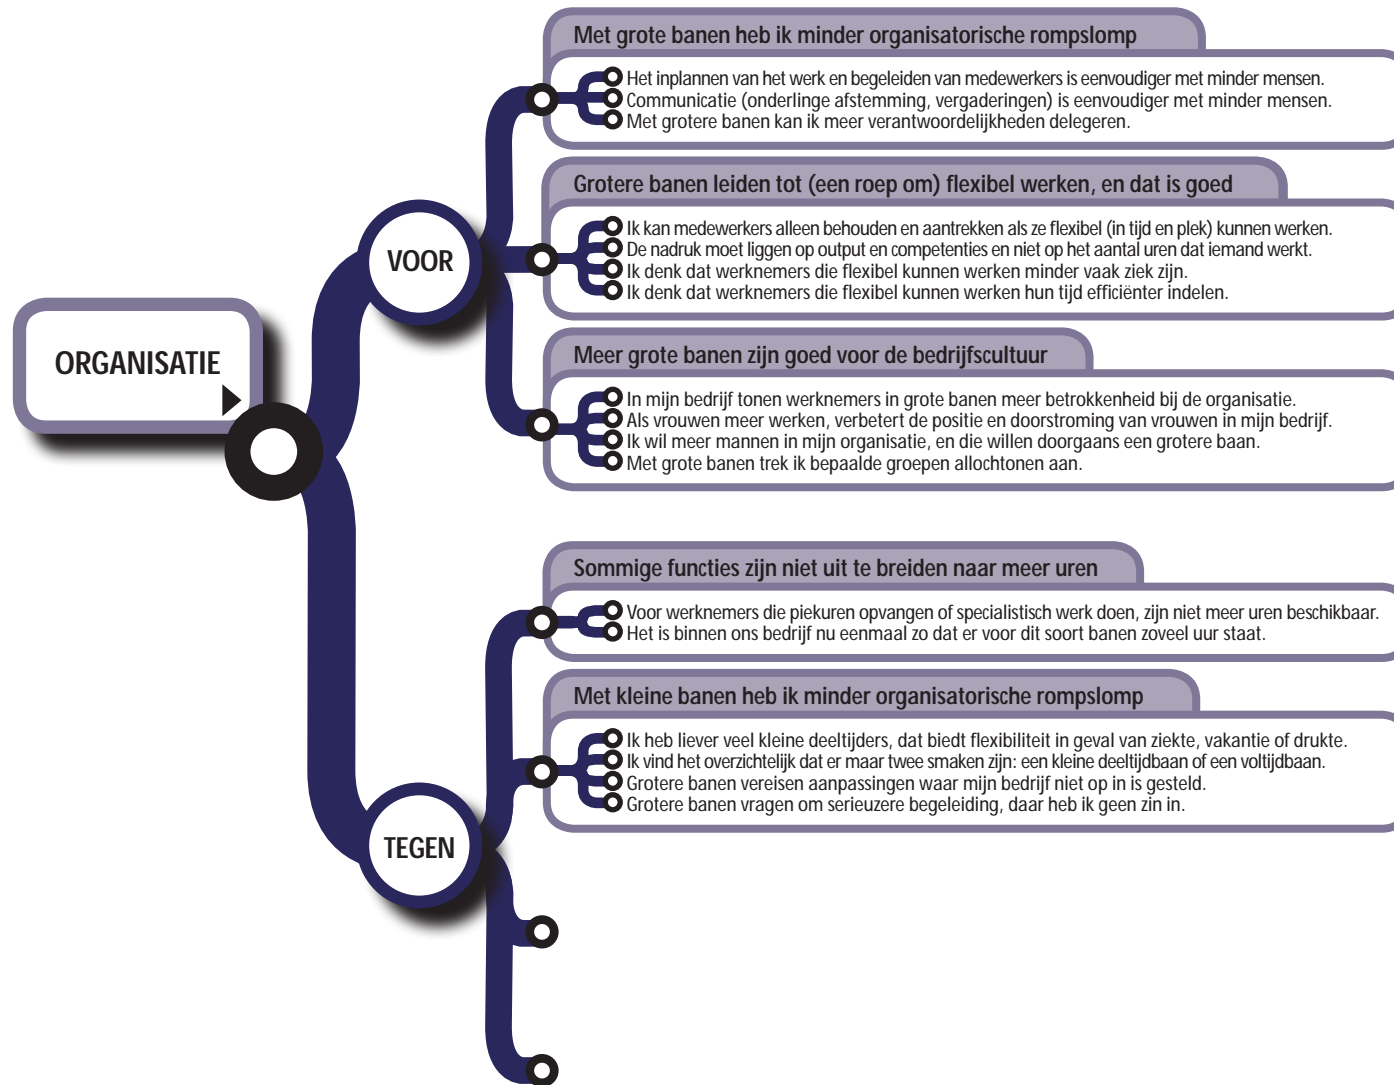 ORGANISATIE
VOOR
Met grote banen heb ik minder organisatorische rompslomp
Het inplannen van het werk en begeleiden van medewerkers is eenvoudiger met minder mensen.
Communicatie (onderlinge afstemming, vergaderingen) is eenvoudiger met minder mensen.
Met grotere banen kan ik meer verantwoordelijkheden delegeren.
Grotere banen leiden tot (een roep om) flexibel werken, en dat is goed
Ik kan medewerkers alleen behouden en aantrekken als ze flexibel (in tijd en plek) kunnen werken.
De nadruk moet liggen op output en competenties en niet op het aantal uren dat iemand werkt.
Ik denk dat werknemers die flexibel kunnen werken minder vaak ziek zijn.
Ik denk dat werknemers die flexibel kunnen werken hun tijd efficiënter indelen.
Meer grote banen zijn goed voor de bedrijfscultuur
In mijn bedrijf tonen werknemers in grote banen meer betrokkenheid bij de organisatie.
Als vrouwen meer werken, verbetert de positie en doorstroming van vrouwen in mijn bedrijf.
Ik wil meer mannen in mijn organisatie, en die willen doorgaans een grotere baan.
Met grote banen trek ik bepaalde groepen allochtonen aan.
TEGEN
Sommige functies zijn niet uit te breiden naar meer uren
Voor werknemers die piekuren opvangen of specialistisch werk doen, zijn niet meer uren beschikbaar.
Het is binnen ons bedrijf nu eenmaal zo dat er voor dit soort banen zoveel uur staat.
Met kleine banen heb ik minder organisatorische rompslomp
Ik heb liever veel kleine deeltijders, dat biedt flexibiliteit in geval van ziekte, vakantie of drukte.
Ik vind het overzichtelijk dat er maar twee smaken zijn: een kleine deeltijdbaan of een voltijdbaan.
Grotere banen vereisen aanpassingen waar mijn bedrijf niet op in is gesteld.
Grotere banen vragen om serieuzere begeleiding, daar heb ik geen zin in.